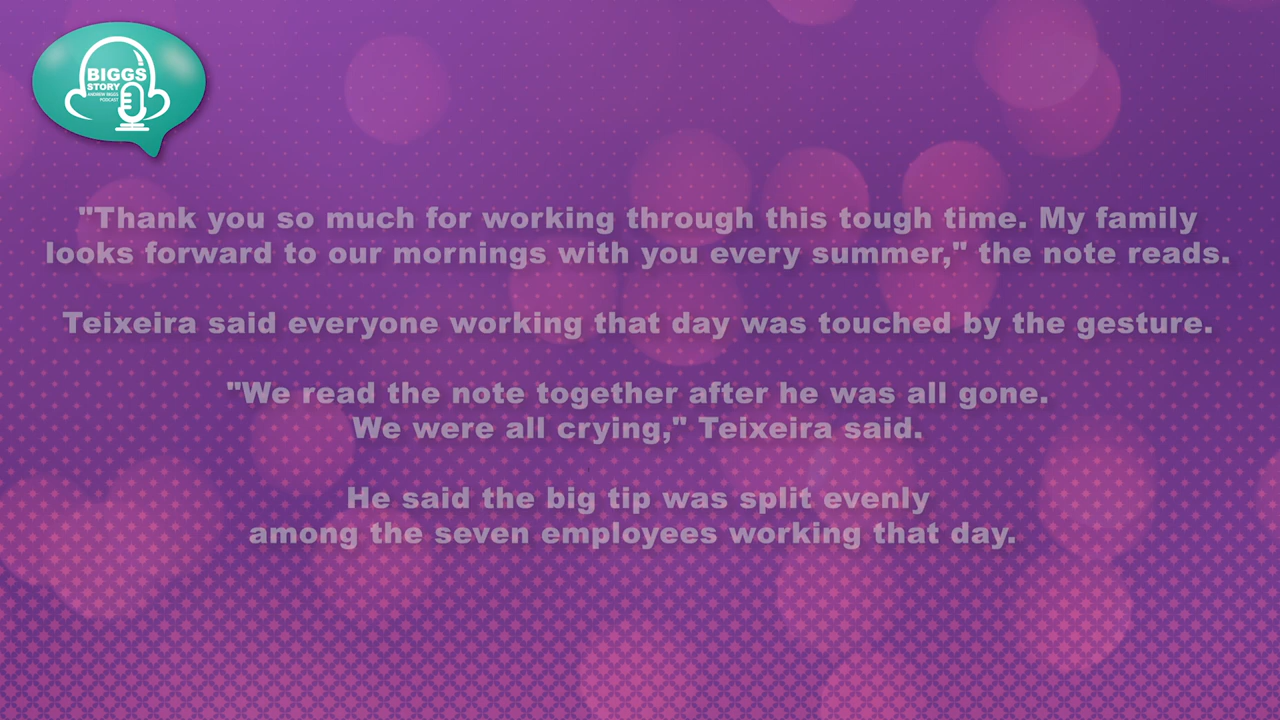 BIGGS
STORY
ANDREW BIGGS
PODCAST
"Thank you so much for working through this tough time. My family
looks forward to our mornings with you every summer," the note reads.
Teixeira said everyone working that day was touched by the gesture.
"We read the note together after he was all gone.
We were all crying," Teixeira said.
He said the big tip was split evenly
among the seven employees working that day.